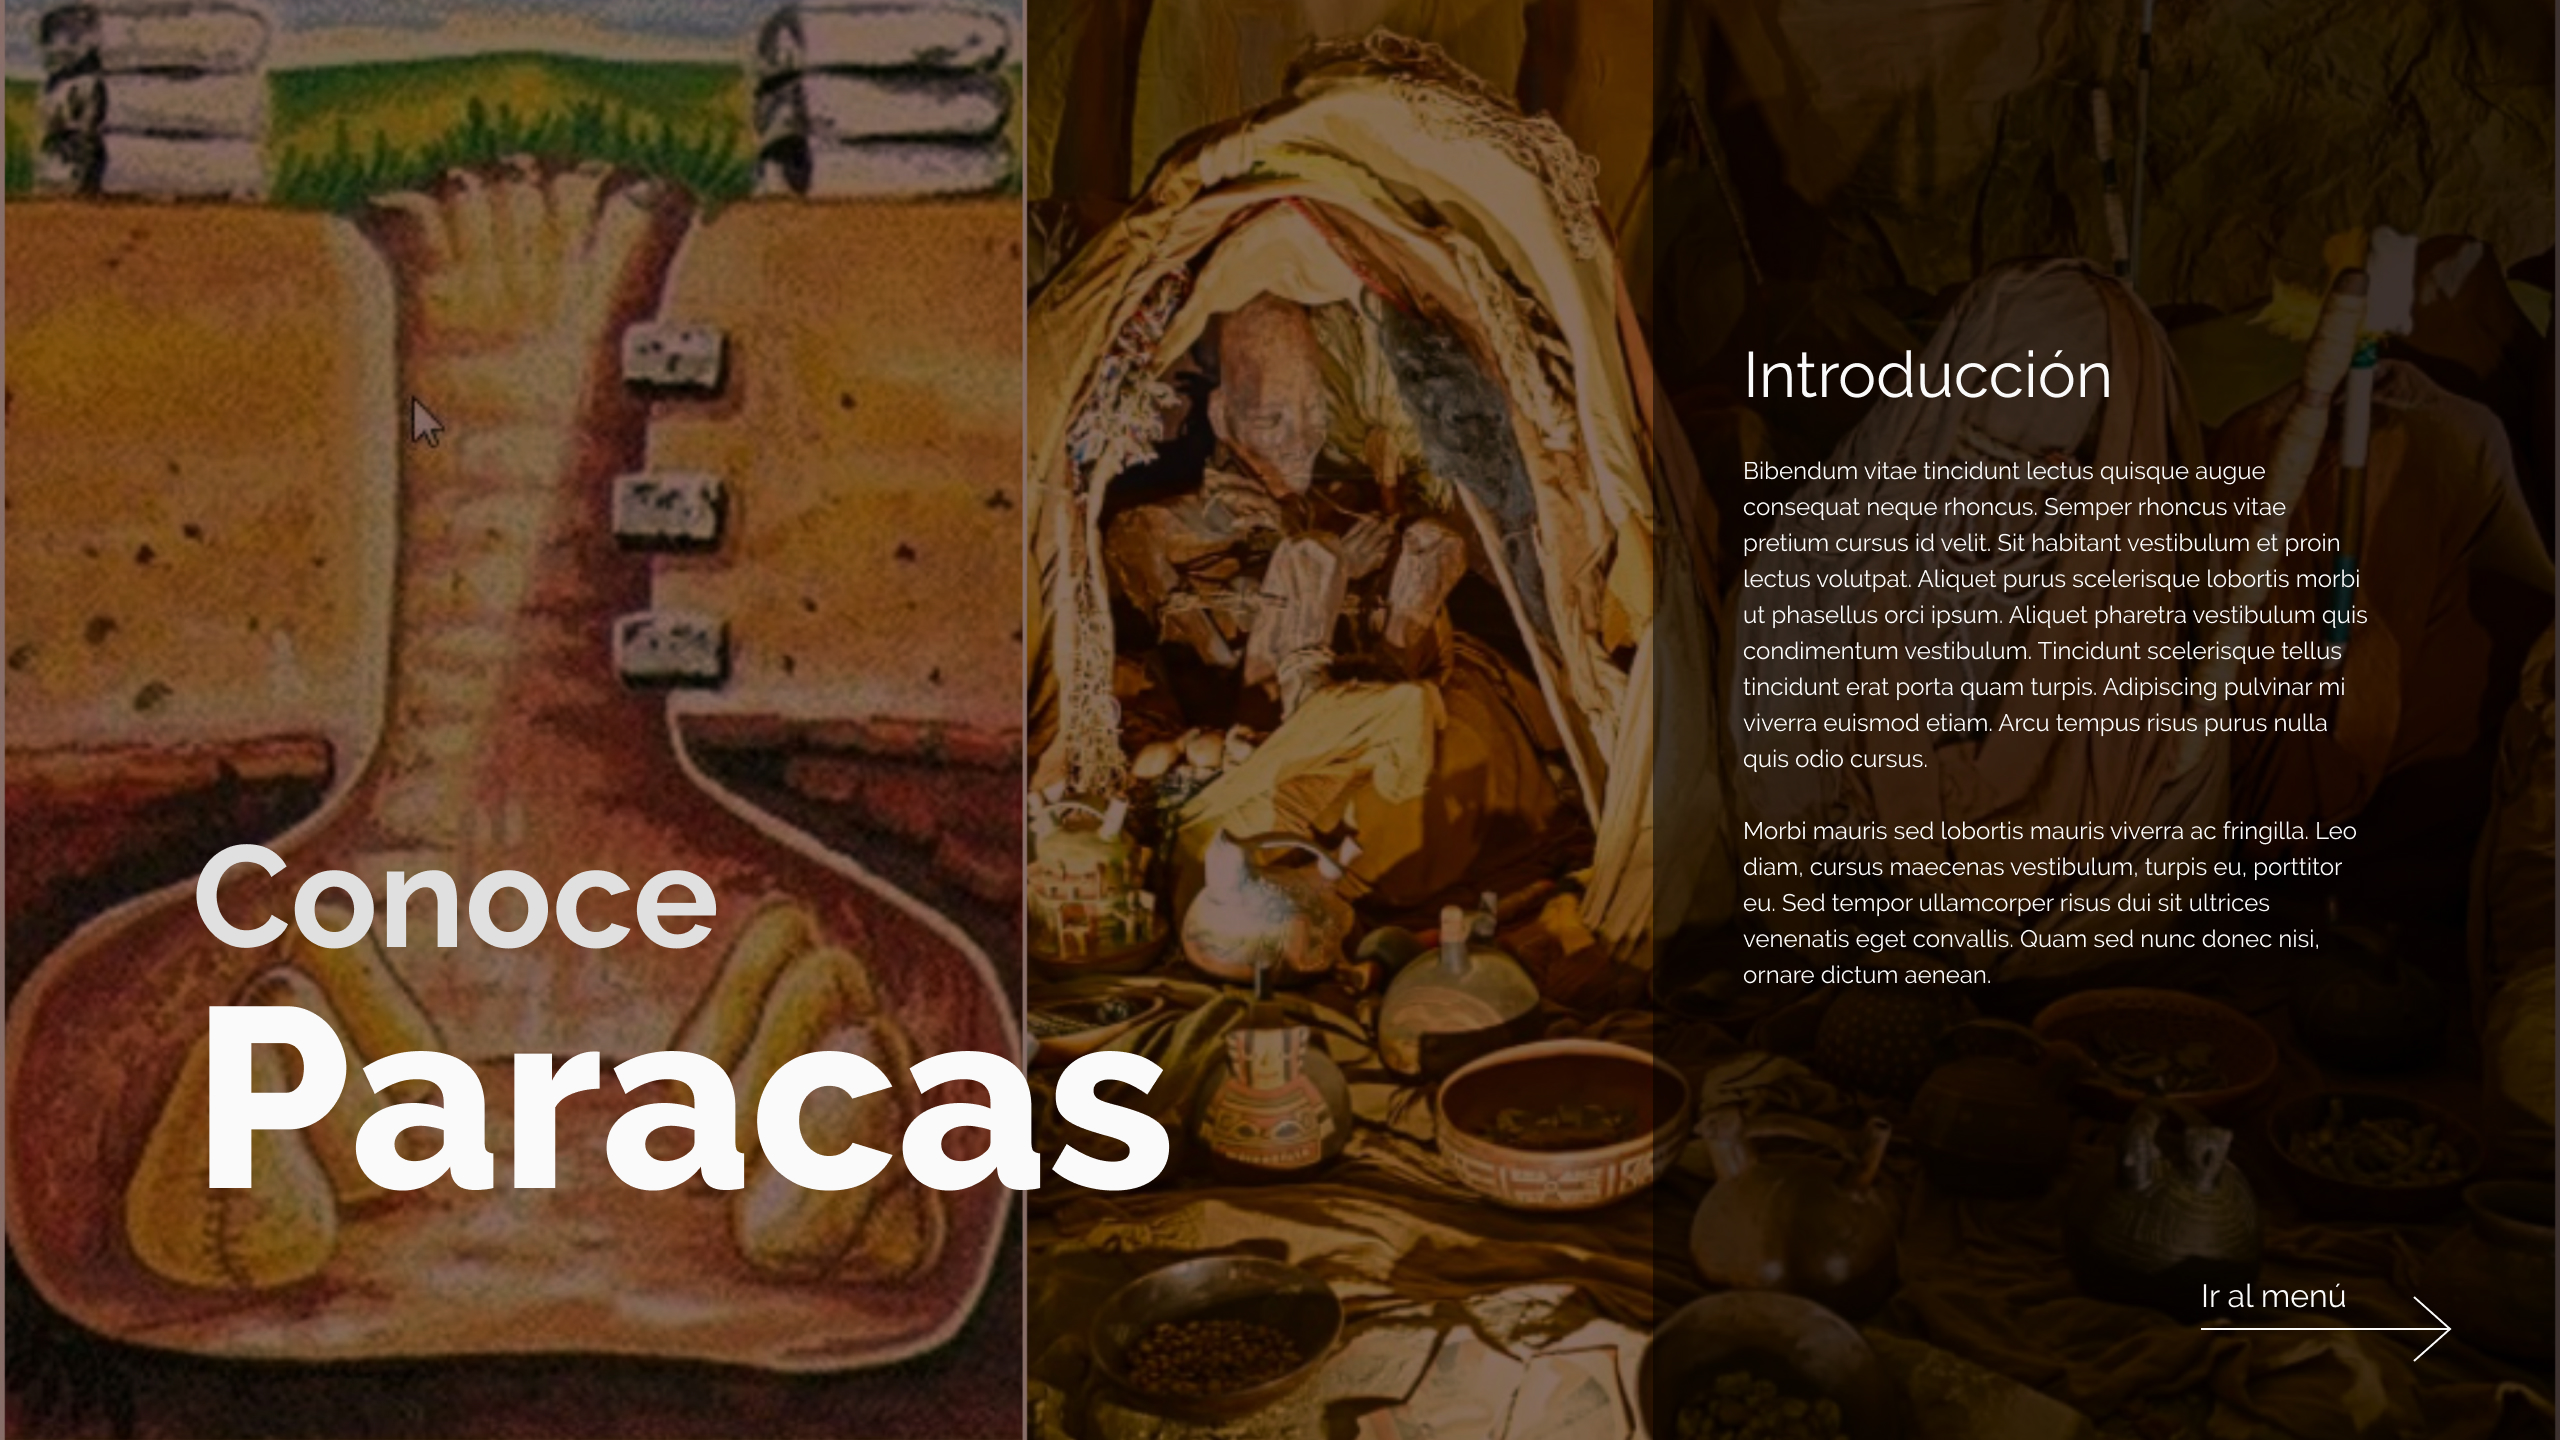 Conoce
Paracas
Introducción
Bibendum vitae tincidunt lectus quisque augue
consequat neque rhoncus. Semper rhoncus vitae
pretium cursus id velit. Sit habitant vestibulum et proin
lectus volutpat. Aliquet purus scelerisque lobortis morbi
ut phasellus orci ipsum. Aliquet pharetra vestibulum quis
condimentum vestibulum. Tincidunt scelerisque tellus
tincidunt erat porta quam turpis. Adipiscing pulvinar mi
viverra euismod etiam. Arcu tempus risus purus nulla
quis odio cursus.
Morbi mauris sed lobortis mauris viverra ac fringilla. Leo
diam, cursus maecenas vestibulum, turpis eu, porttitor
eu. Sed tempor ullamcorper risus dui sit ultrices
venenatis eget convallis. Quam sed nunc donec nisi,
ornare dictum aenean.
Ir al menú